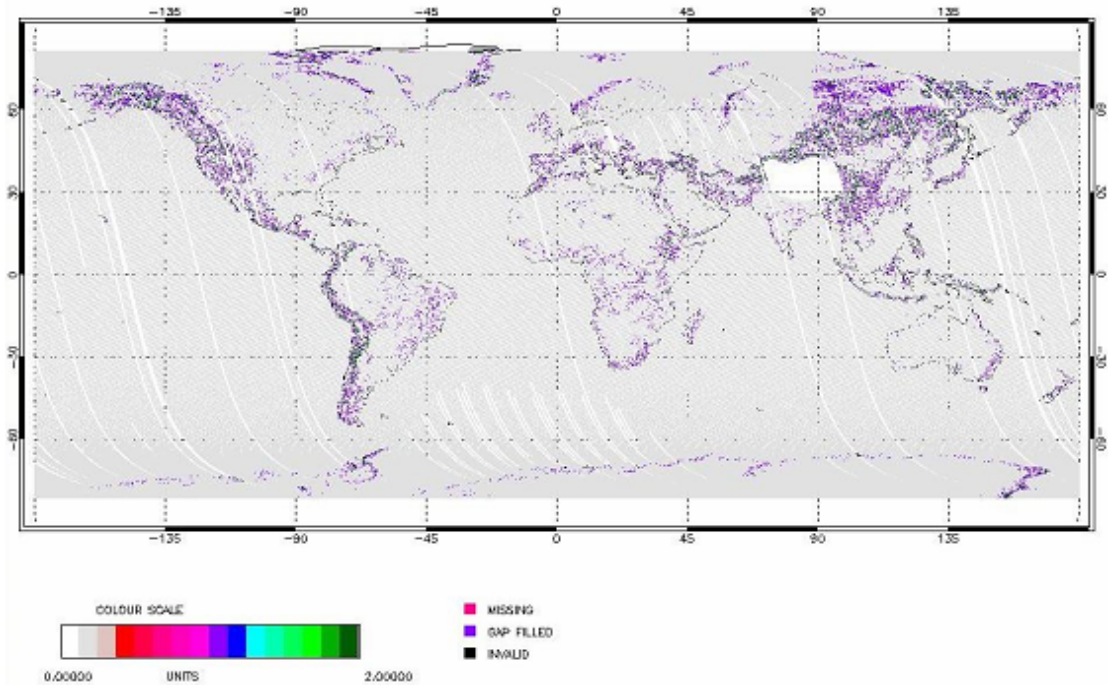 -135 -90 -45 0 45 90 135
60 60
30 30
0 0
-30 -30
-60 -60
-135 -90 -45 0 45 90 135
COLOUR SCALE
MISSING
GAP FILLED
INVALID
0.00000 UNITS 2.00000